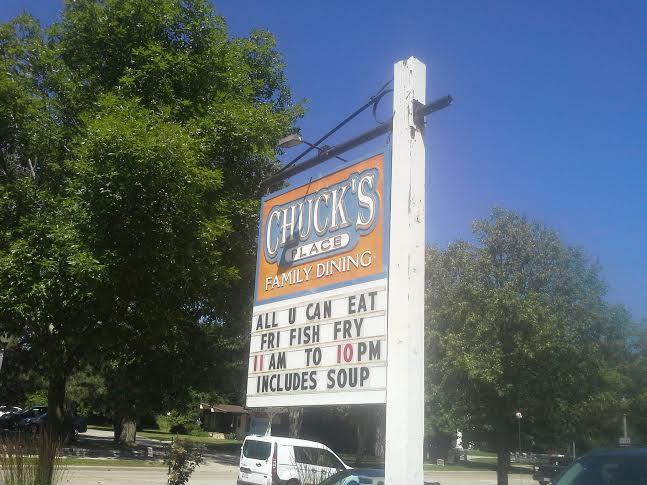 CHUCK'S
PLACE
FAMILY DINING
ALL U CAN EAT
FRI FISH FRY
11 AM TO 10 PM
INCLUDES SOUP